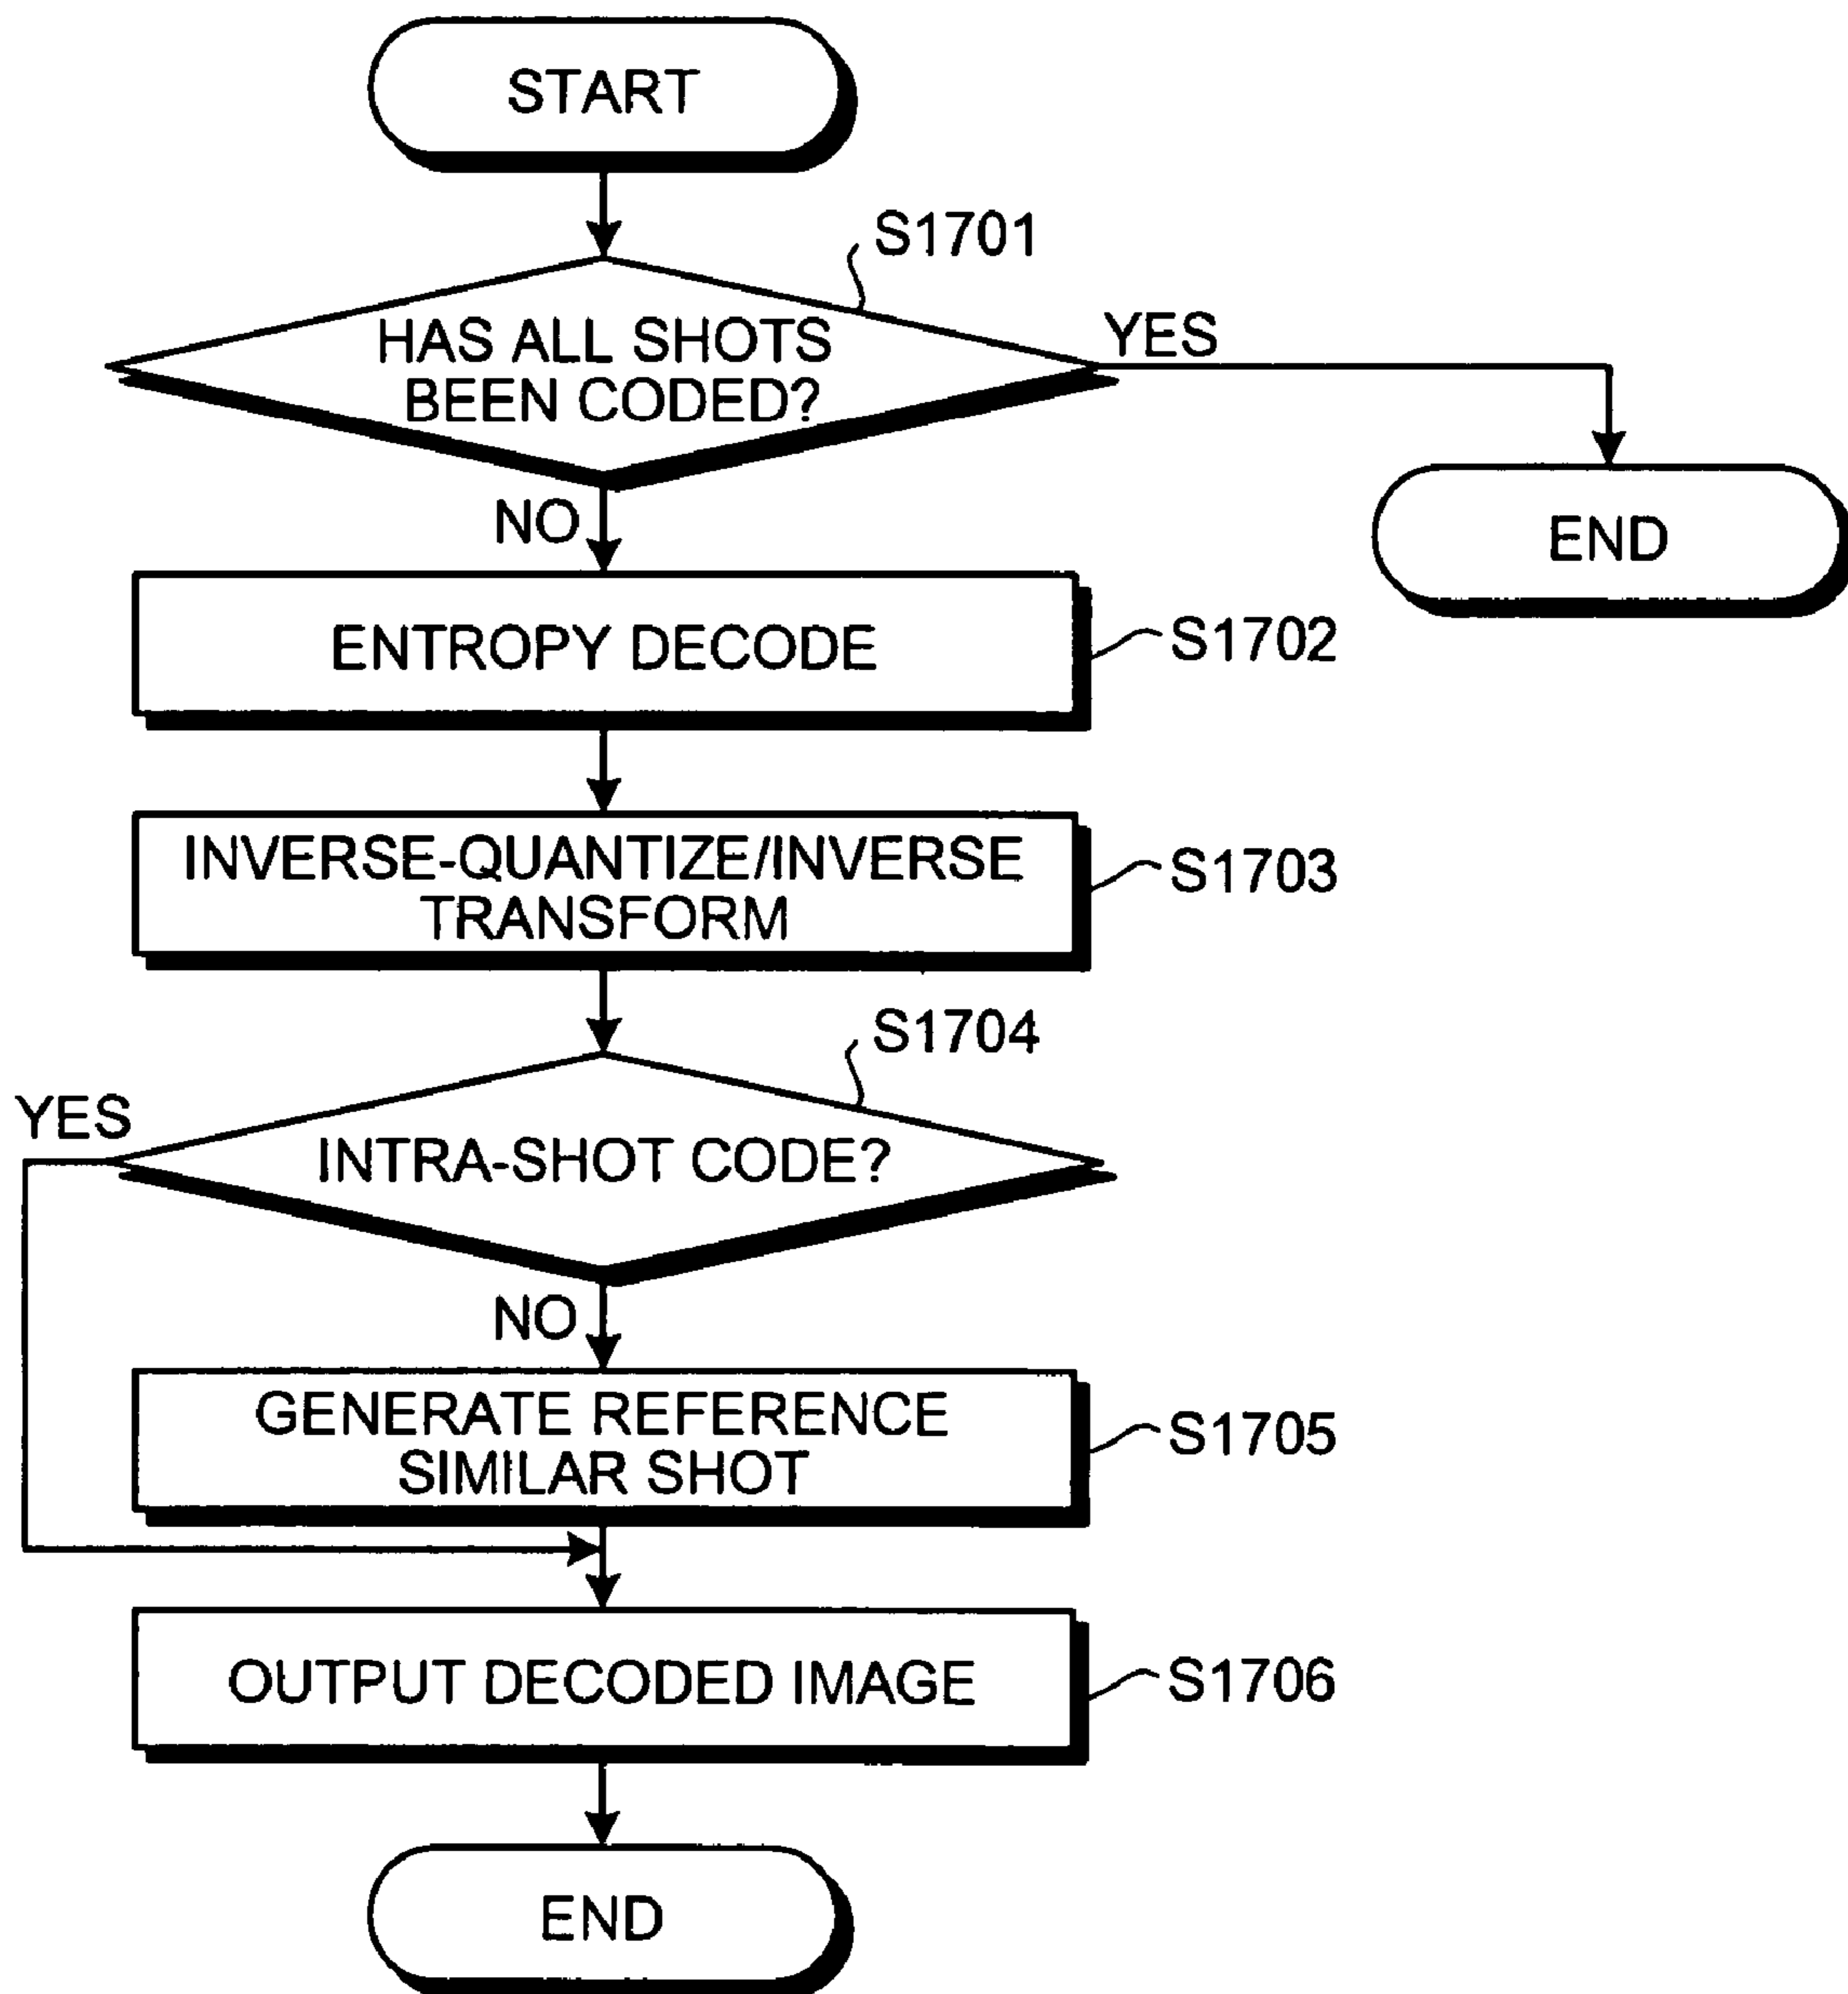 START
S1701
HAS ALL SHOTS
BEEN CODED?
YES
NO
END
ENTROPY DECODE
S1702
INVERSE-QUANTIZE/INVERSE
TRANSFORM
S1703
S1704
YES
INTRA-SHOT CODE?
NO
GENERATE REFERENCE
SIMILAR SHOT
S1705
OUTPUT DECODED IMAGE
S1706
END